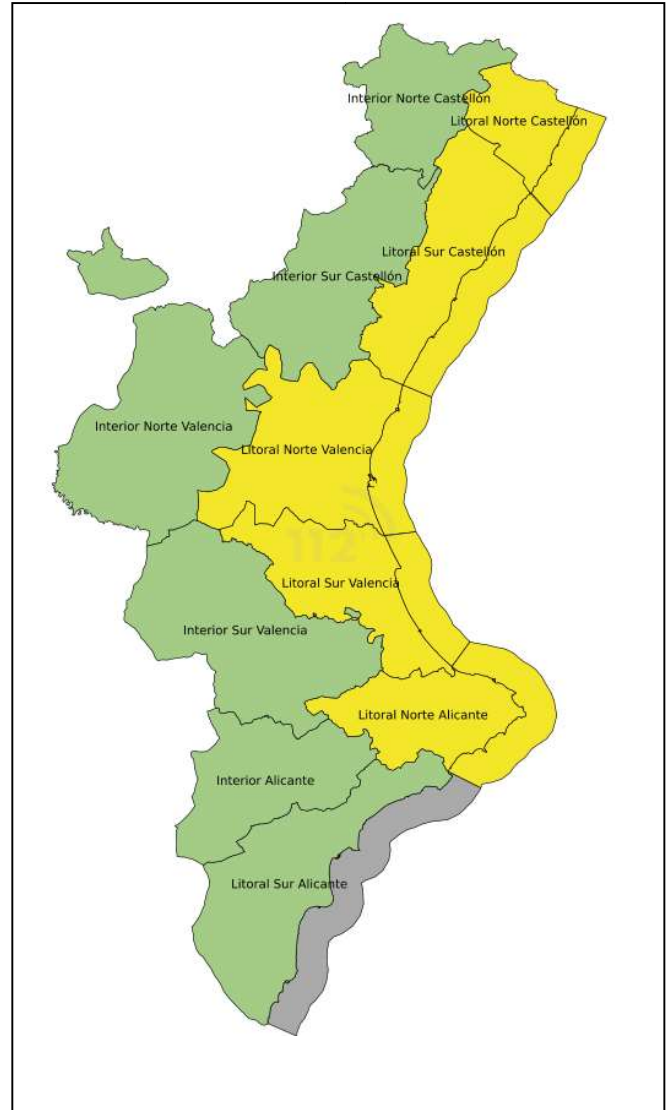 Interior Norte Castellón
Litoral Norte Castellón
Litoral Sur Castellón
Interior Sur Castellón
Interior Norte Valencia
Litoral Norte Valencia
112
Litoral Sur Valencia
Interior Sur Valencia
Litoral Norte Alicante
Interior Alicante
Litoral Sur Alicante